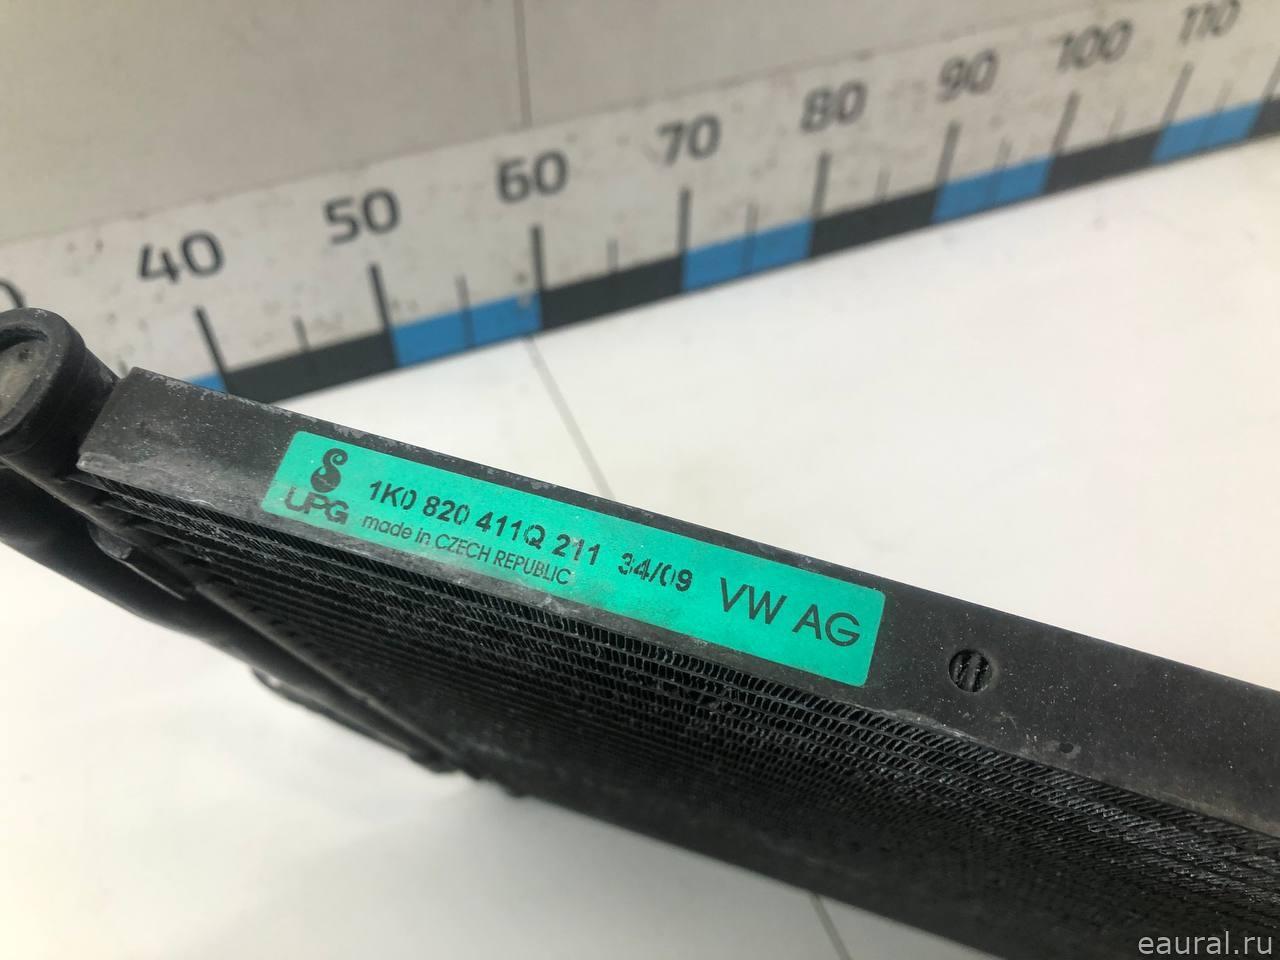 40 50 60 70 80 90 100 110
1K0 820 411Q 211 34/09 VW AG
UPG made in CZECH REPUBLIC
eaural.ru